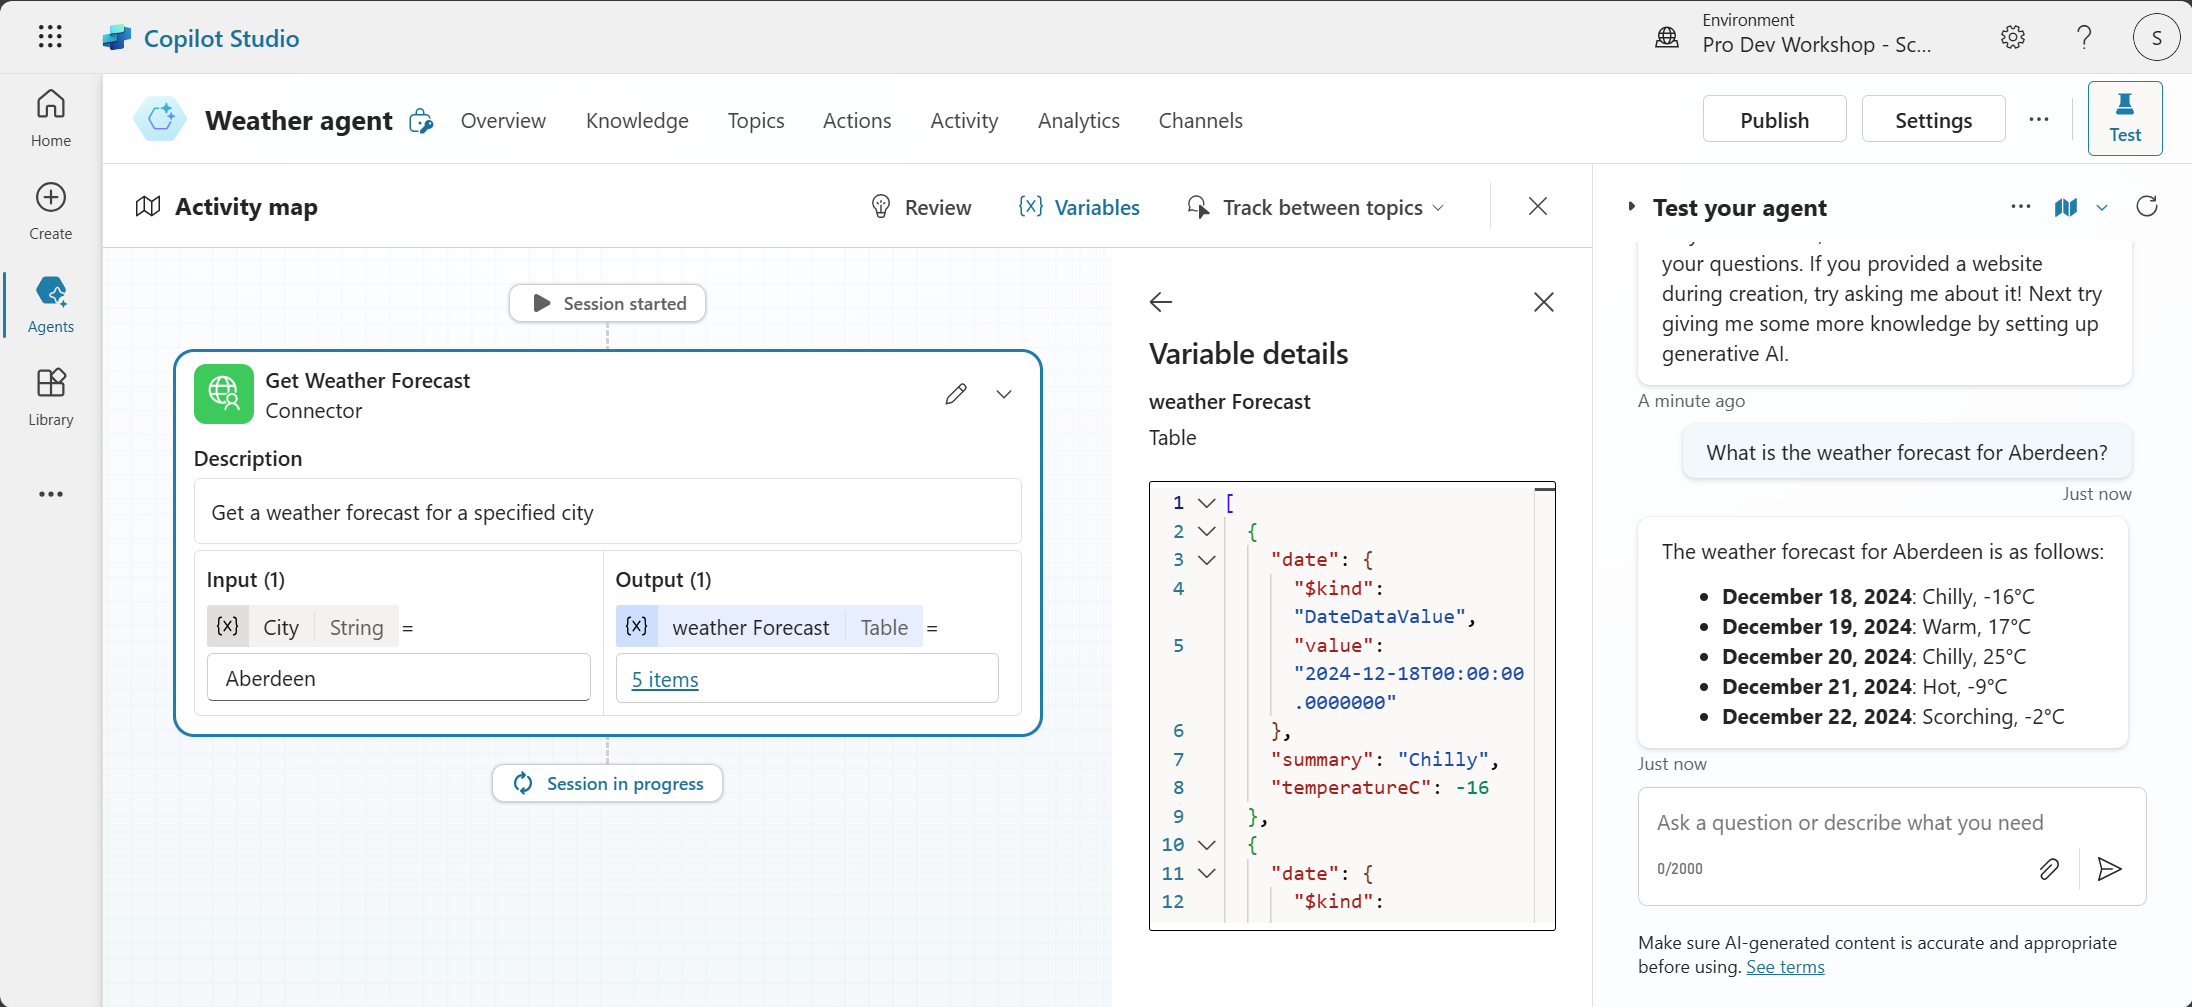 Copilot Studio
Environment
Pro Dev Workshop - Sc...
?
S
Home
Create
Agents
Library
Weather agent
Overview
Knowledge
Topics
Actions
Activity
Analytics
Channels
Publish
Settings
Test
Activity map
Review
{x} Variables
Track between topics
Session started
Get Weather Forecast
Connector
Description
Get a weather forecast for a specified city
Input (1)
{x} City String =
Aberdeen
Output (1)
{x} weather Forecast Table =
5 items
Session in progress
Variable details
weather Forecast
Table
1 [
2 {
3 "date": {
4 "$kind":
"DateDataValue",
5 "value":
"2024-12-18T00:00:00
.0000000"
6 },
7 "summary": "Chilly",
8 "temperatureC": -16
9 },
10 {
11 "date": {
12 "$kind":
Test your agent
your questions. If you provided a website
during creation, try asking me about it! Next try
giving me some more knowledge by setting up
generative AI.
A minute ago
What is the weather forecast for Aberdeen?
Just now
The weather forecast for Aberdeen is as follows:
• December 18, 2024: Chilly, -16°C
• December 19, 2024: Warm, 17°C
• December 20, 2024: Chilly, 25°C
• December 21, 2024: Hot, -9°C
• December 22, 2024: Scorching, -2°C
Just now
Ask a question or describe what you need
0/2000
Make sure AI-generated content is accurate and appropriate
before using. See terms